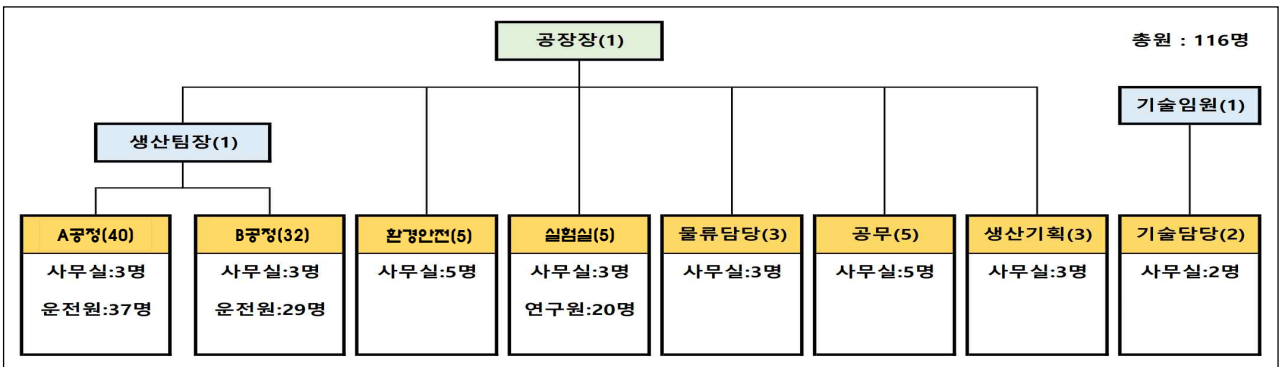 공장장(1)
총원 : 116명
기술임원(1)
생산팀장(1)
A공정(40)
사무실:3명
운전원:37명
B공정(32)
사무실:3명
운전원:29명
환경안전(5)
사무실:5명
실험실(5)
사무실:3명
연구원:20명
물류담당(3)
사무실:3명
공무(5)
사무실:5명
생산기획(3)
사무실:3명
기술담당(2)
사무실:2명